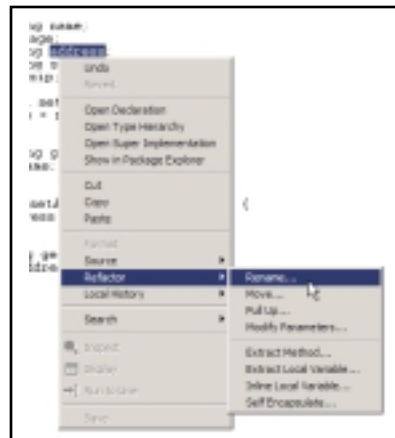 address
Undo
Revert
Open Declaration
Open Type Hierarchy
Open Super Implementation
Show in Package Explorer
Cut
Copy
Paste
Format
Source
Refactor
Local History
Search
Inspect
Display
Run to Line
Save
Rename...
Move...
Pull Up...
Modify Parameters...
Extract Method...
Extract Local Variable...
Inline Local Variable...
Self Encapsulate...